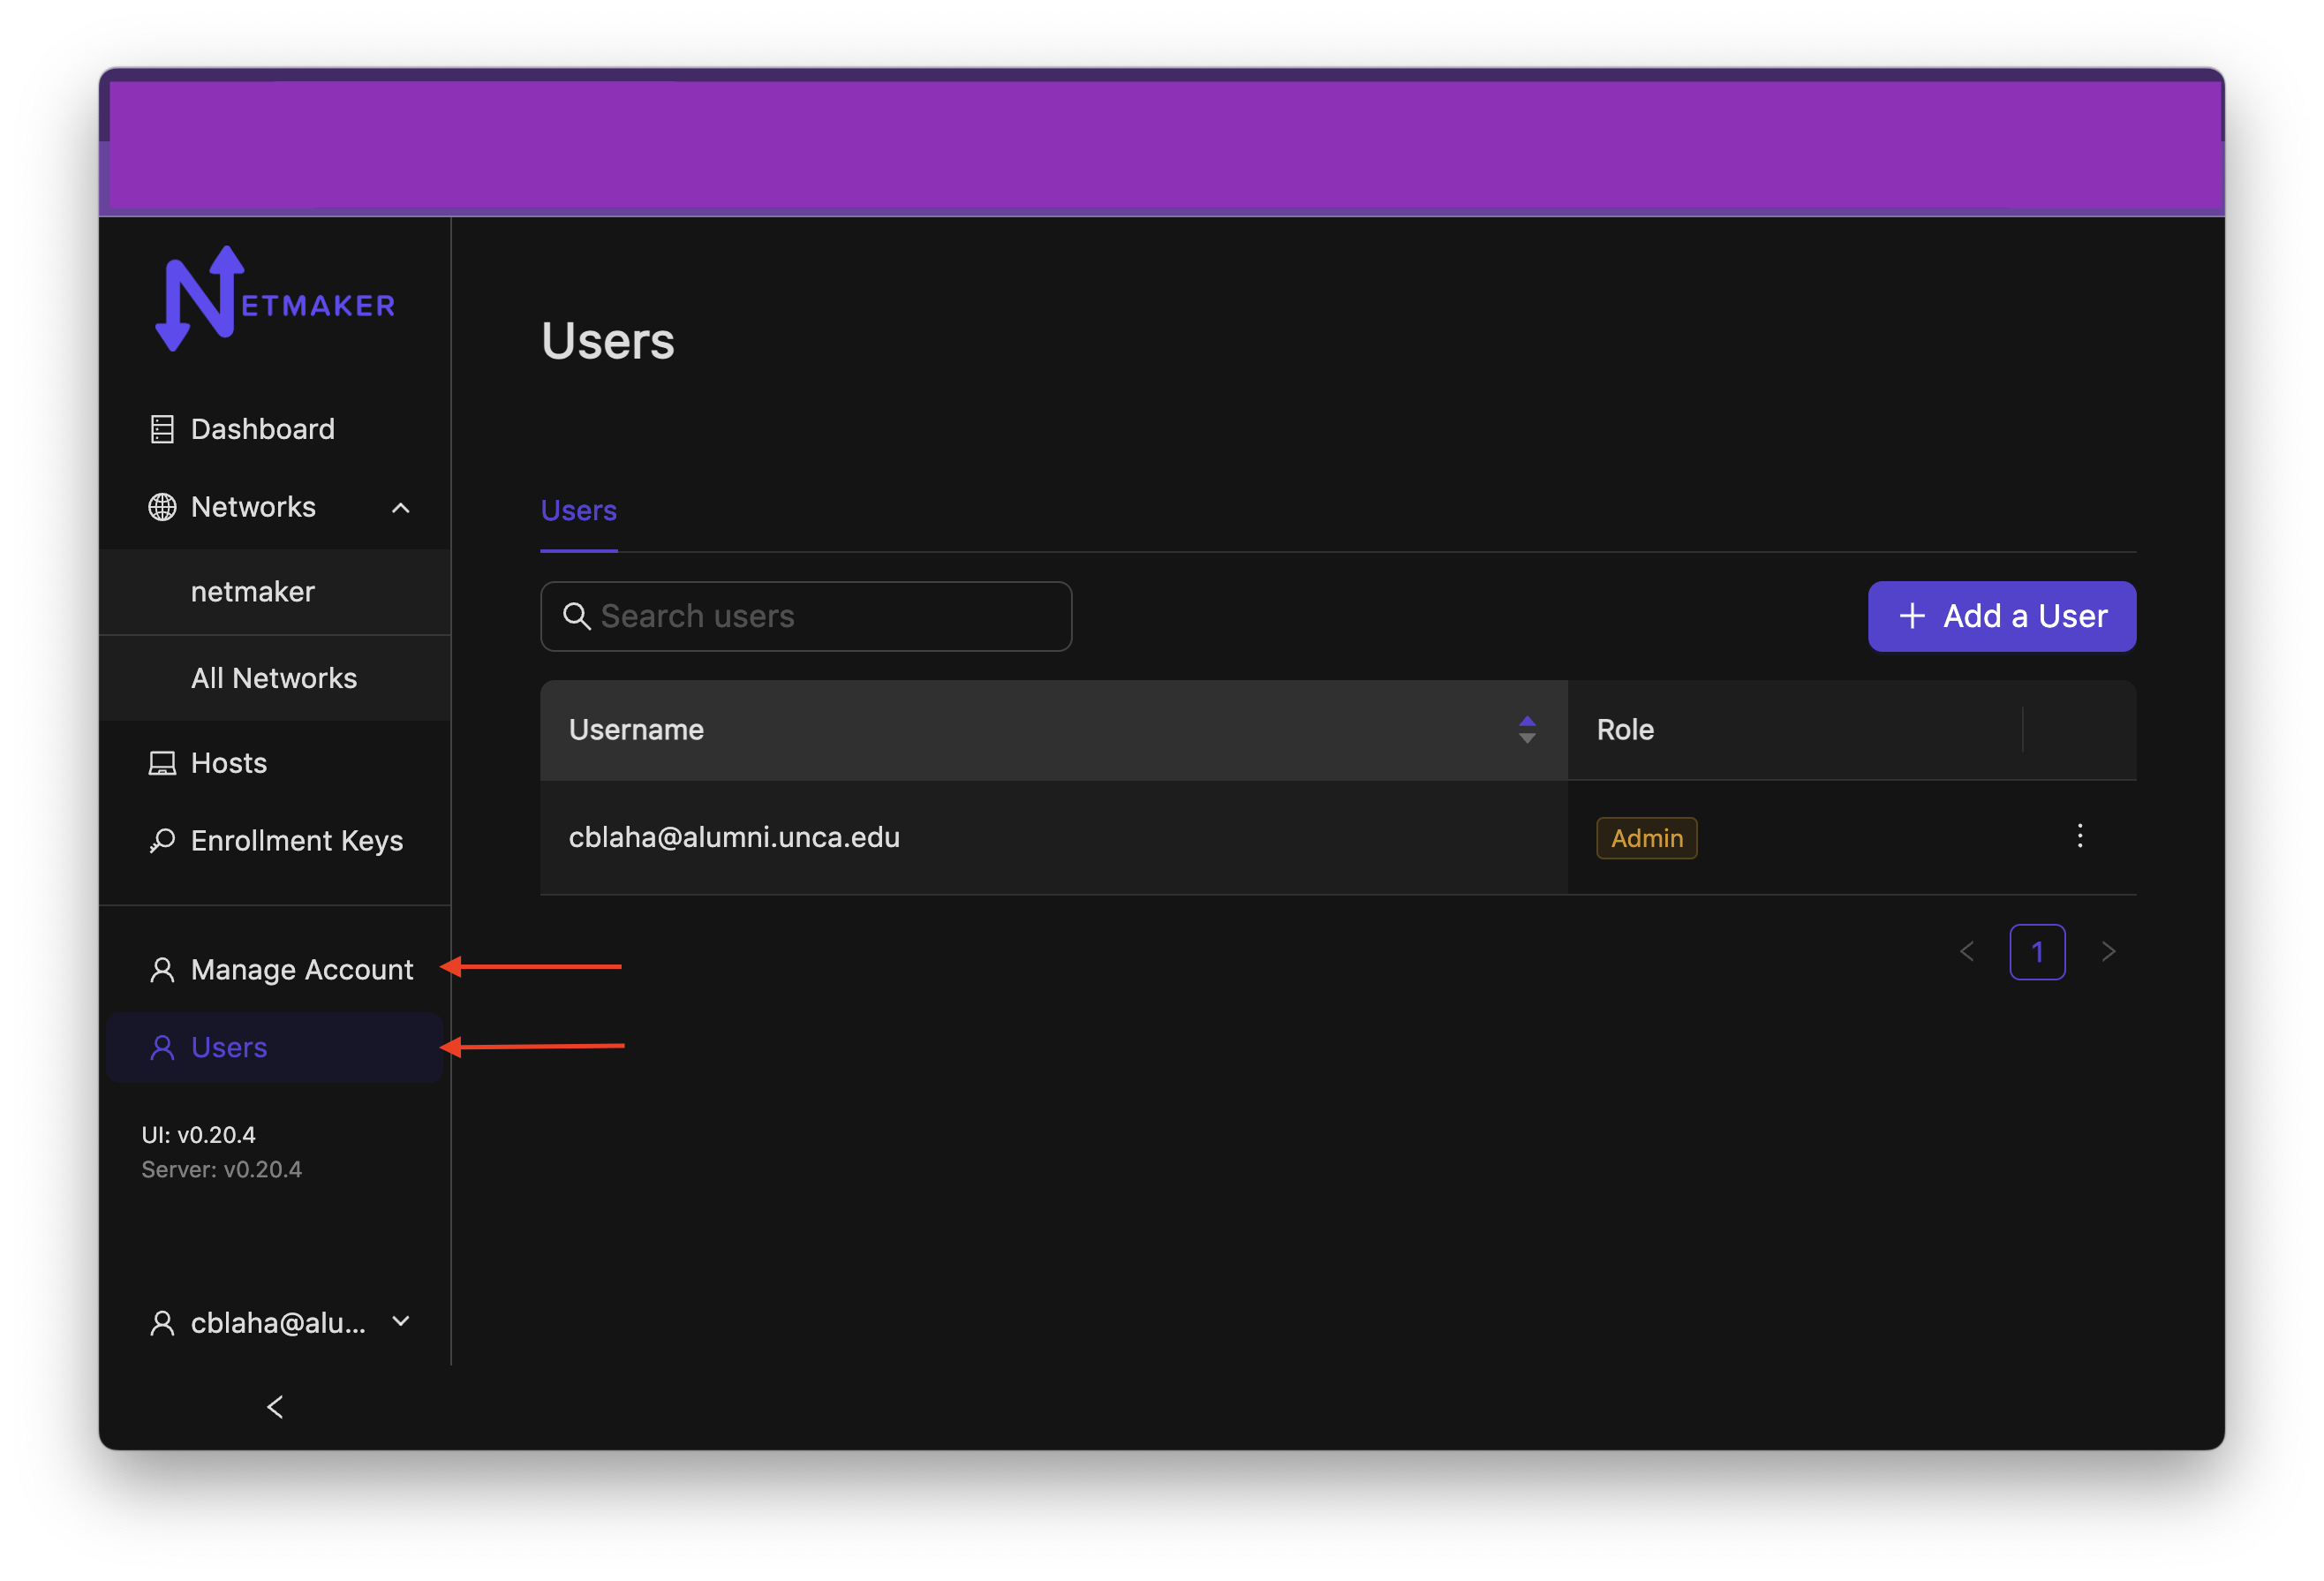 NETMAKER
Dashboard
Networks
netmaker
All Networks
Hosts
Enrollment Keys
Manage Account
Users
UI: v0.20.4
Server: v0.20.4
cblaha@alu...
Users
Users
Search users
+ Add a User
Username
Role
cblaha@alumni.unca.edu
Admin
1